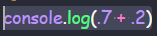 console.log(.7 + .2)